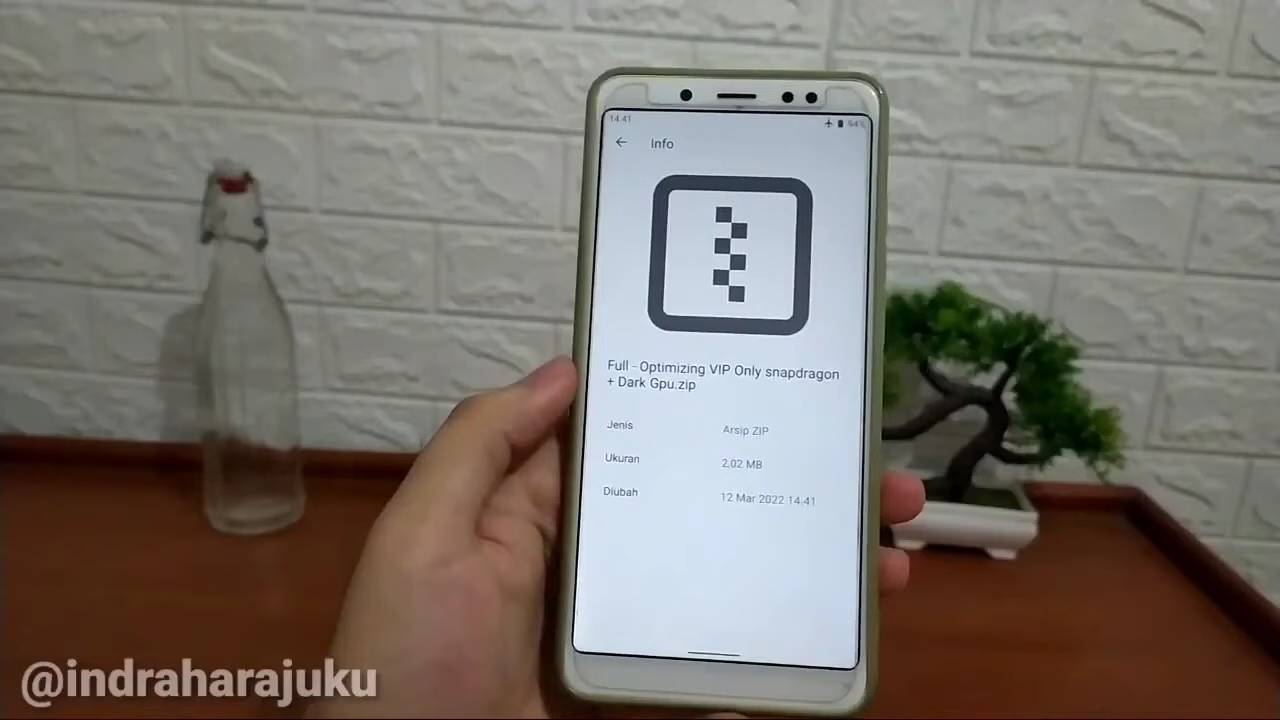 14.41
84%
Info
Full - Optimizing VIP Only snapdragon
+ Dark Gpu.zip
Jenis
Arsip ZIP
Ukuran
2,02 MB
Diubah
12 Mar 2022 14.41
@indraharajuku